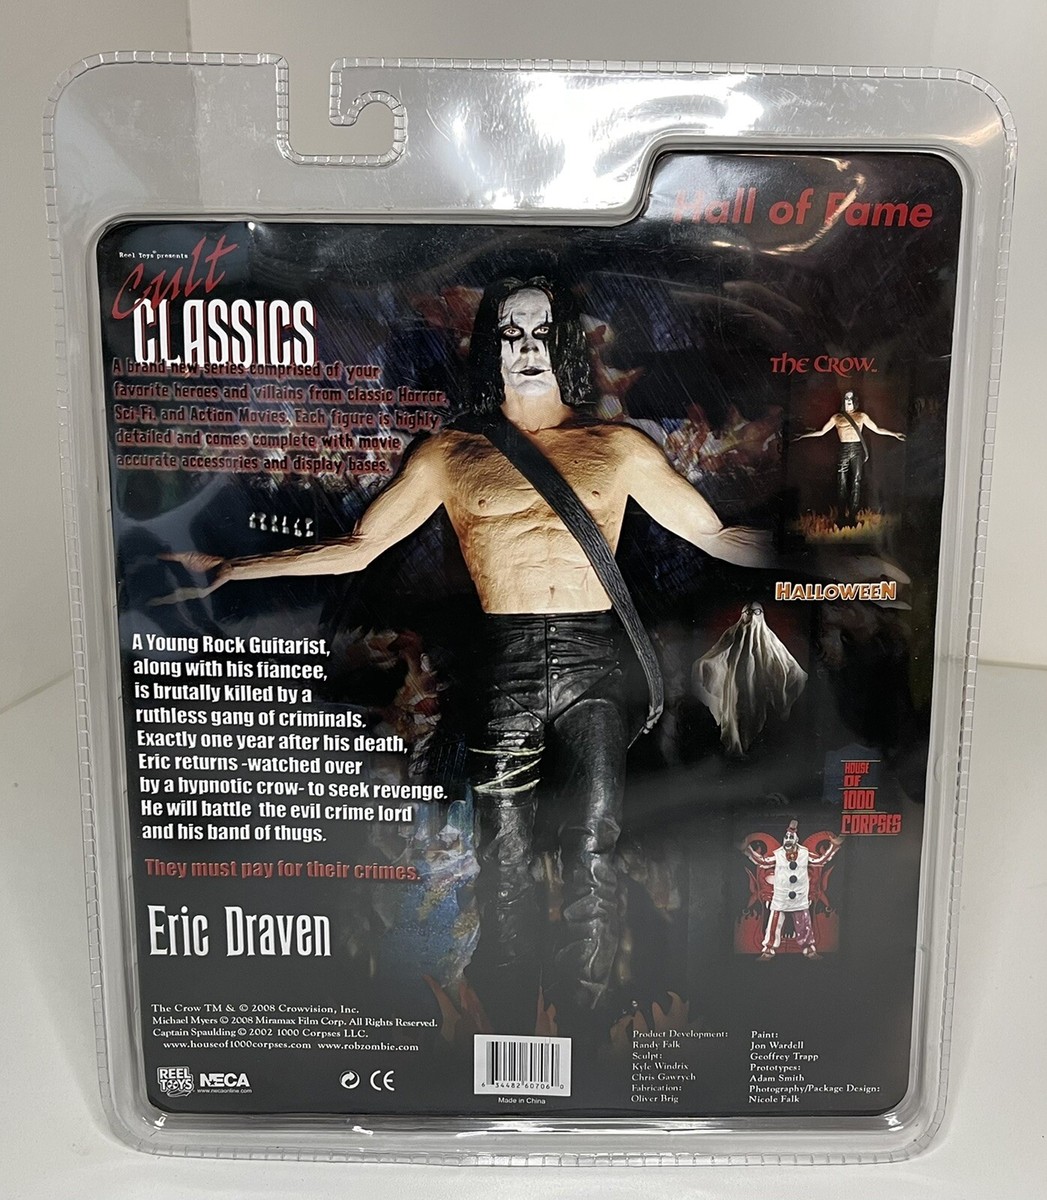 Hall of Fame
Reel Toys presents
Cult
CLASSICS
A brand new series comprised of your
favorite heroes and villains from classic Horror,
Sci-Fi, and Action Movies. Each figure is highly
detailed and comes complete with movie
accurate accessories and display bases.
The Crow
HALLOWEEN
HOUSE
OF
1000
CORPSES
A Young Rock Guitarist,
along with his fiancee,
is brutally killed by a
ruthless gang of criminals.
Exactly one year after his death,
Eric returns -watched over
by a hypnotic crow- to seek revenge.
He will battle the evil crime lord
and his band of thugs.
They must pay for their crimes.
Eric Draven
The Crow TM & © 2008 Crowvision, Inc.
Michael Myers © 2008 Miramax Film Corp. All Rights Reserved.
Captain Spaulding © 2002 1000 Corpses LLC.
www.houseof1000corpses.com www.robzombie.com
REEL
TOYS
NECA
www.necaonline.com
CE
6 34482 60706 0
Made in China
Product Development:
Randy Falk
Sculpt:
Kyle Windrix
Chris Gawrych
Fabrication:
Oliver Brig
Paint:
Jon Wardell
Geoffrey Trapp
Prototypes:
Adam Smith
Photography/Package Design:
Nicole Falk